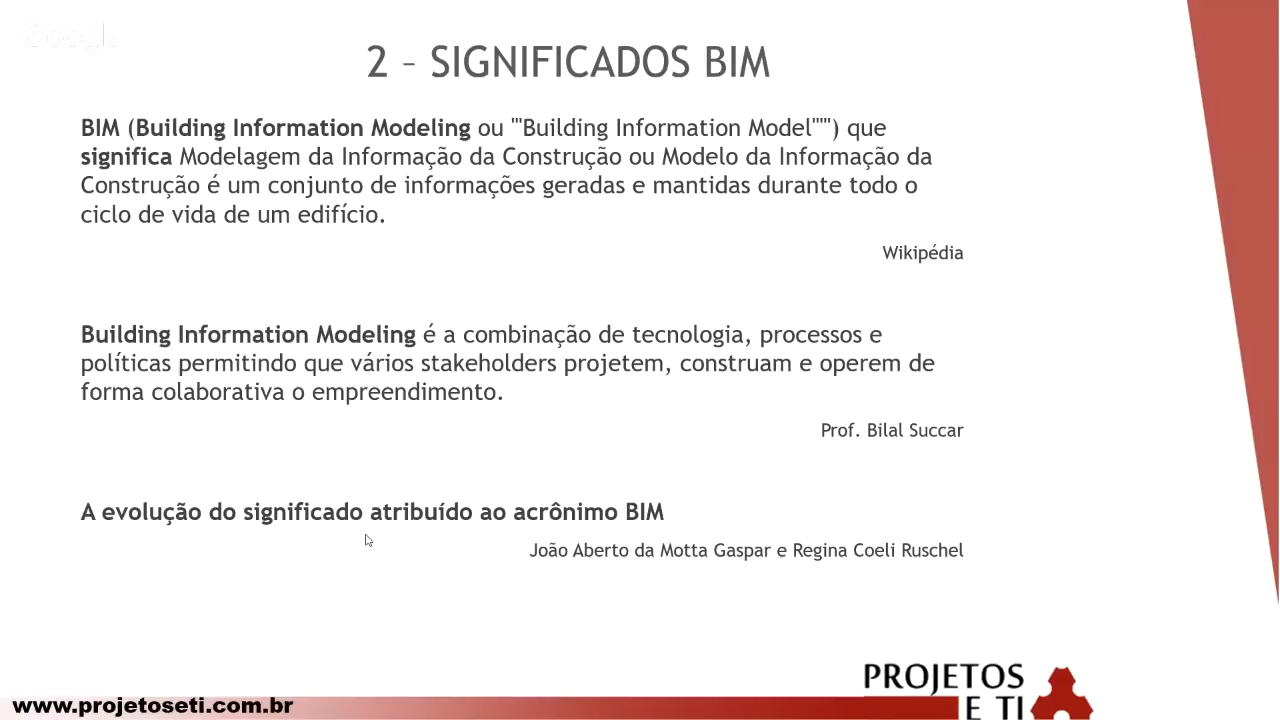 Google
2 – SIGNIFICADOS BIM
BIM (Building Information Modeling ou '"Building Information Model"'") que
significa Modelagem da Informação da Construção ou Modelo da Informação da
Construção é um conjunto de informações geradas e mantidas durante todo o
ciclo de vida de um edifício.
Wikipédia
Building Information Modeling é a combinação de tecnologia, processos e
políticas permitindo que vários stakeholders projetem, construam e operem de
forma colaborativa o empreendimento.
Prof. Bilal Succar
A evolução do significado atribuído ao acrônimo BIM
João Aberto da Motta Gaspar e Regina Coeli Ruschel
PROJETOS
E TI
www.projetoseti.com.br